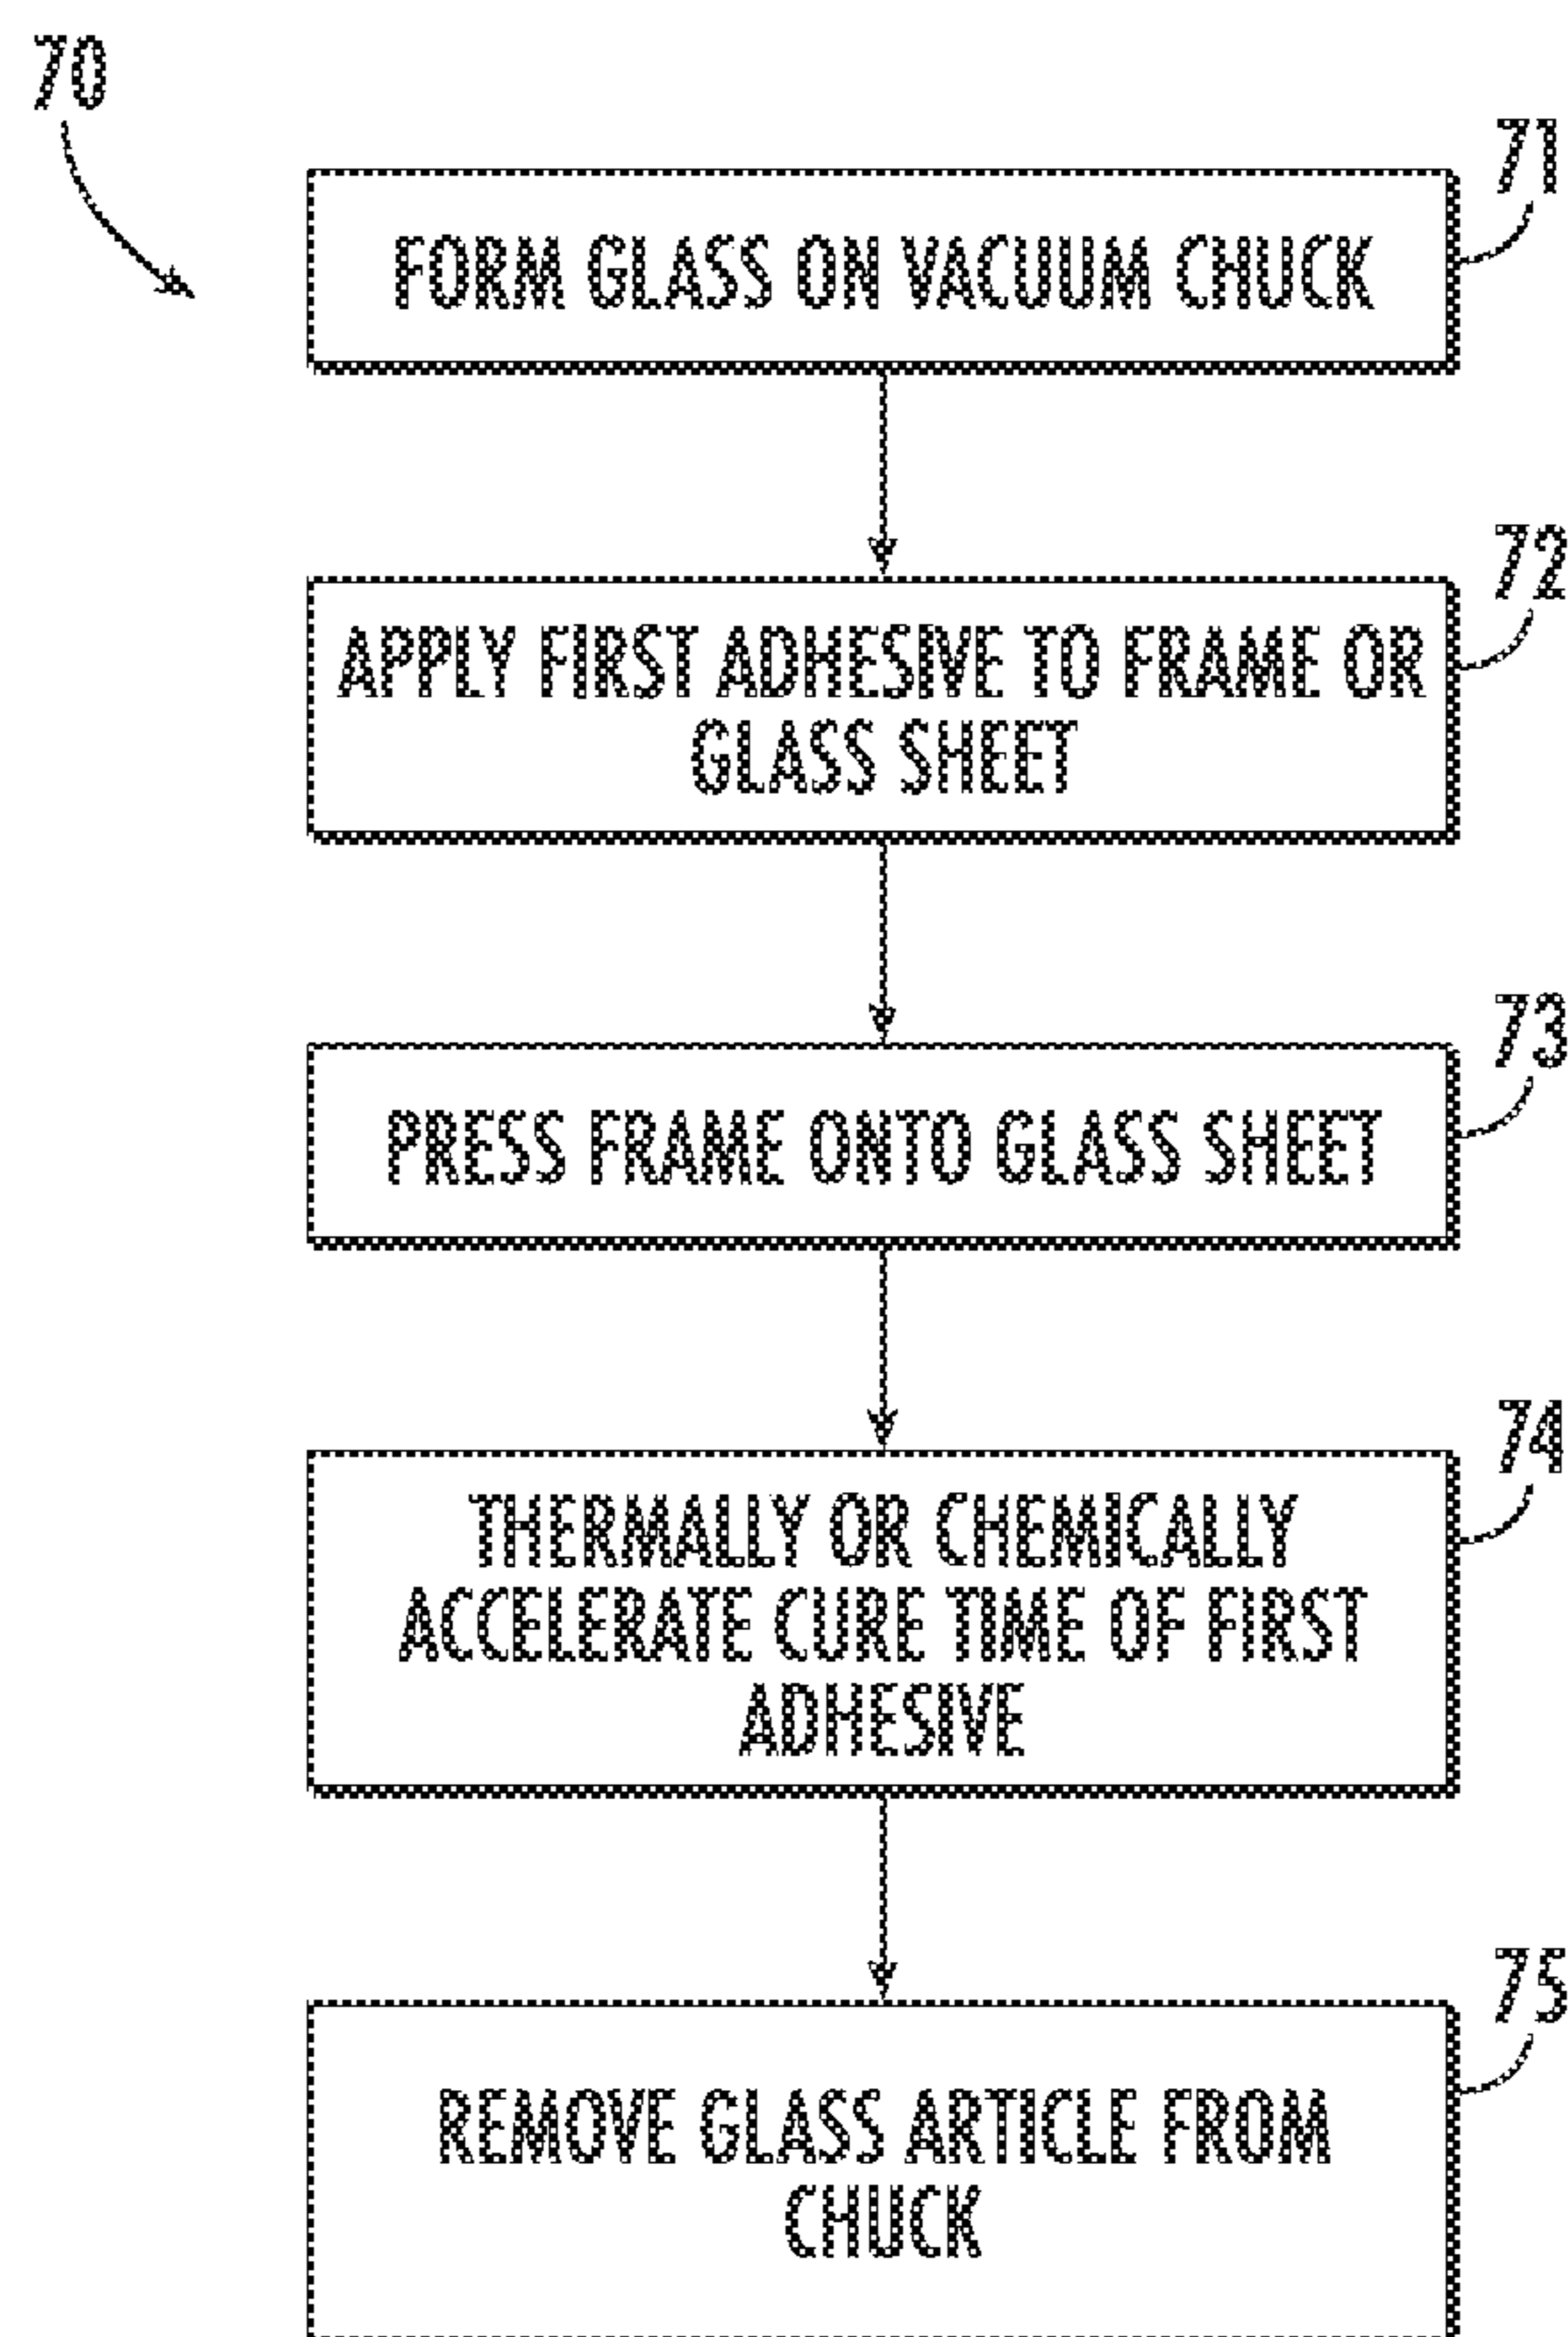 70
71
FORM GLASS ON VACUUM CHUCK
72
APPLY FIRST ADHESIVE TO FRAME OR
GLASS SHEET
73
PRESS FRAME ONTO GLASS SHEET
74
THERMALLY OR CHEMICALLY
ACCELERATE CURE TIME OF FIRST
ADHESIVE
75
REMOVE GLASS ARTICLE FROM
CHUCK